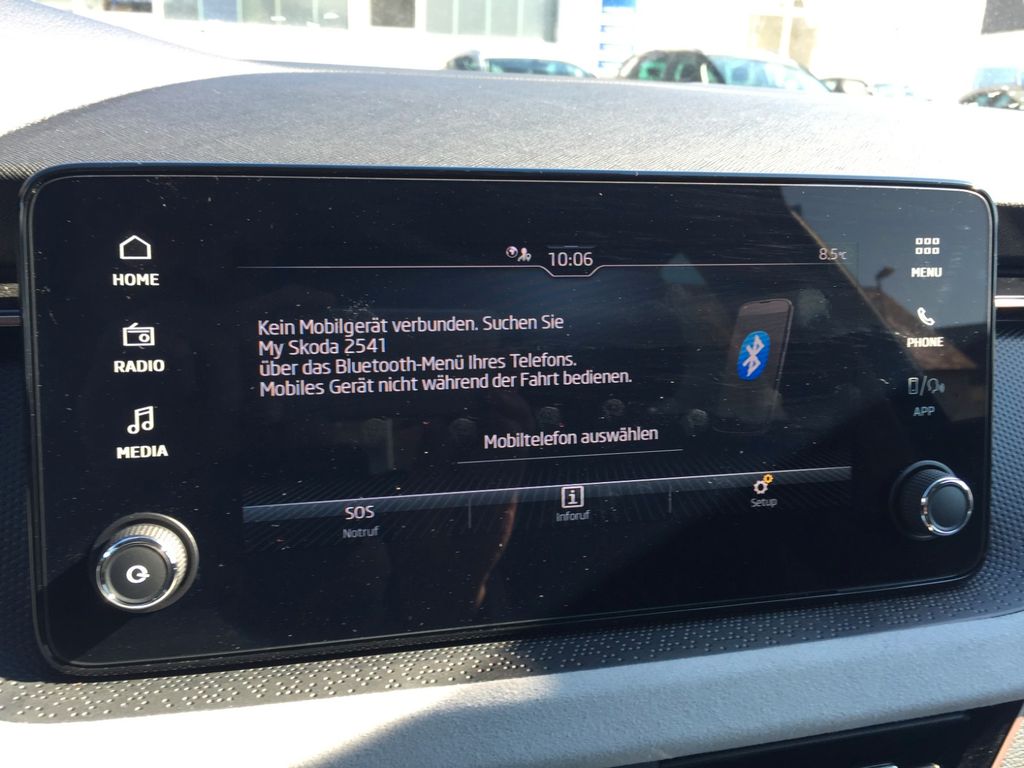 10:06
8.5°C
HOME
RADIO
MEDIA
Kein Mobilgerät verbunden. Suchen Sie
My Skoda 2541
über das Bluetooth-Menü Ihres Telefons.
Mobiles Gerät nicht während der Fahrt bedienen.
Mobiltelefon auswählen
SOS
Notruf
i
Inforuf
Setup
MENU
PHONE
APP